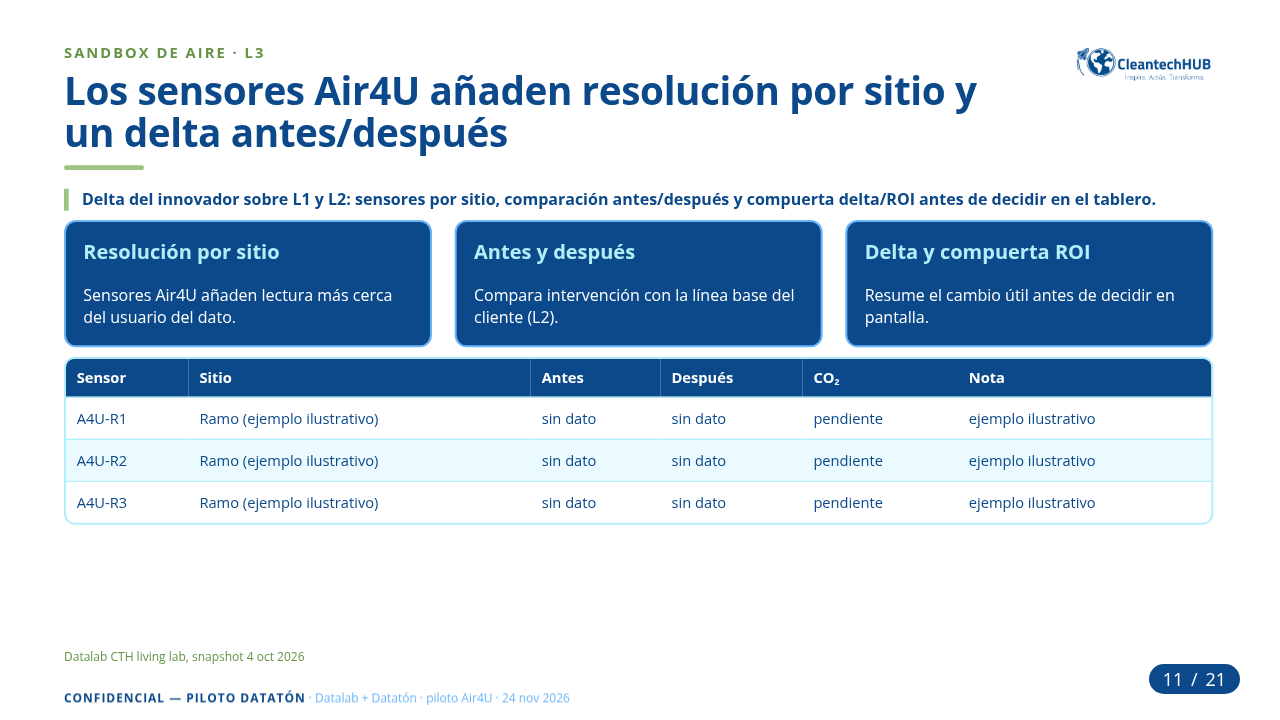 SANDBOX DE AIRE · L3
CleantechHUB
Inspira. Actúa. Transforma.
Los sensores Air4U añaden resolución por sitio y
un delta antes/después
Delta del innovador sobre L1 y L2: sensores por sitio, comparación antes/después y compuerta delta/ROI antes de decidir en el tablero.
Resolución por sitio
Sensores Air4U añaden lectura más cerca
del usuario del dato.
Antes y después
Compara intervención con la línea base del
cliente (L2).
Delta y compuerta ROI
Resume el cambio útil antes de decidir en
pantalla.
Sensor Sitio Antes Después CO₂ Nota
A4U-R1 Ramo (ejemplo ilustrativo) sin dato sin dato pendiente ejemplo ilustrativo
A4U-R2 Ramo (ejemplo ilustrativo) sin dato sin dato pendiente ejemplo ilustrativo
A4U-R3 Ramo (ejemplo ilustrativo) sin dato sin dato pendiente ejemplo ilustrativo
Datalab CTH living lab, snapshot 4 oct 2026
CONFIDENCIAL — PILOTO DATATÓN · Datalab + Datatón · piloto Air4U · 24 nov 2026
11 / 21